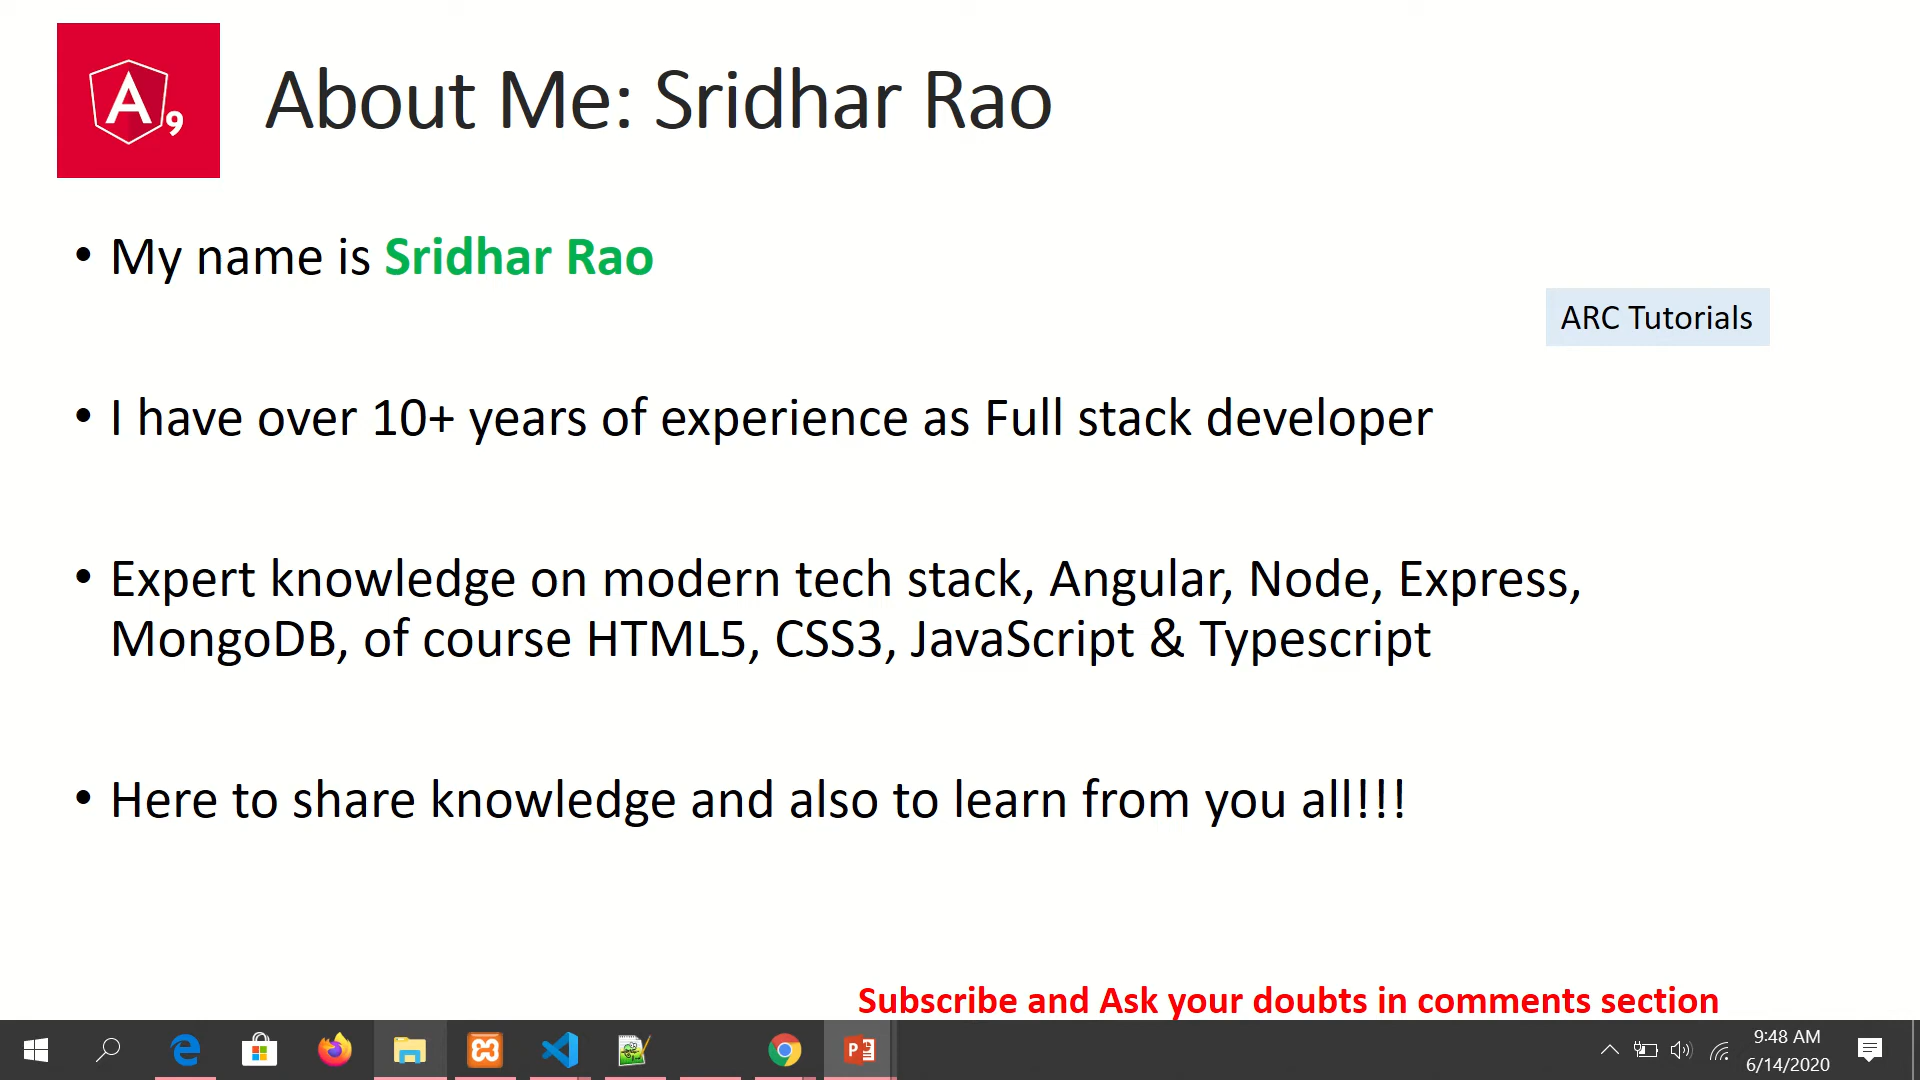 A9
About Me: Sridhar Rao
• My name is Sridhar Rao
ARC Tutorials
• I have over 10+ years of experience as Full stack developer
• Expert knowledge on modern tech stack, Angular, Node, Express,
MongoDB, of course HTML5, CSS3, JavaScript & Typescript
• Here to share knowledge and also to learn from you all!!!
Subscribe and Ask your doubts in comments section
9:48 AM
6/14/2020